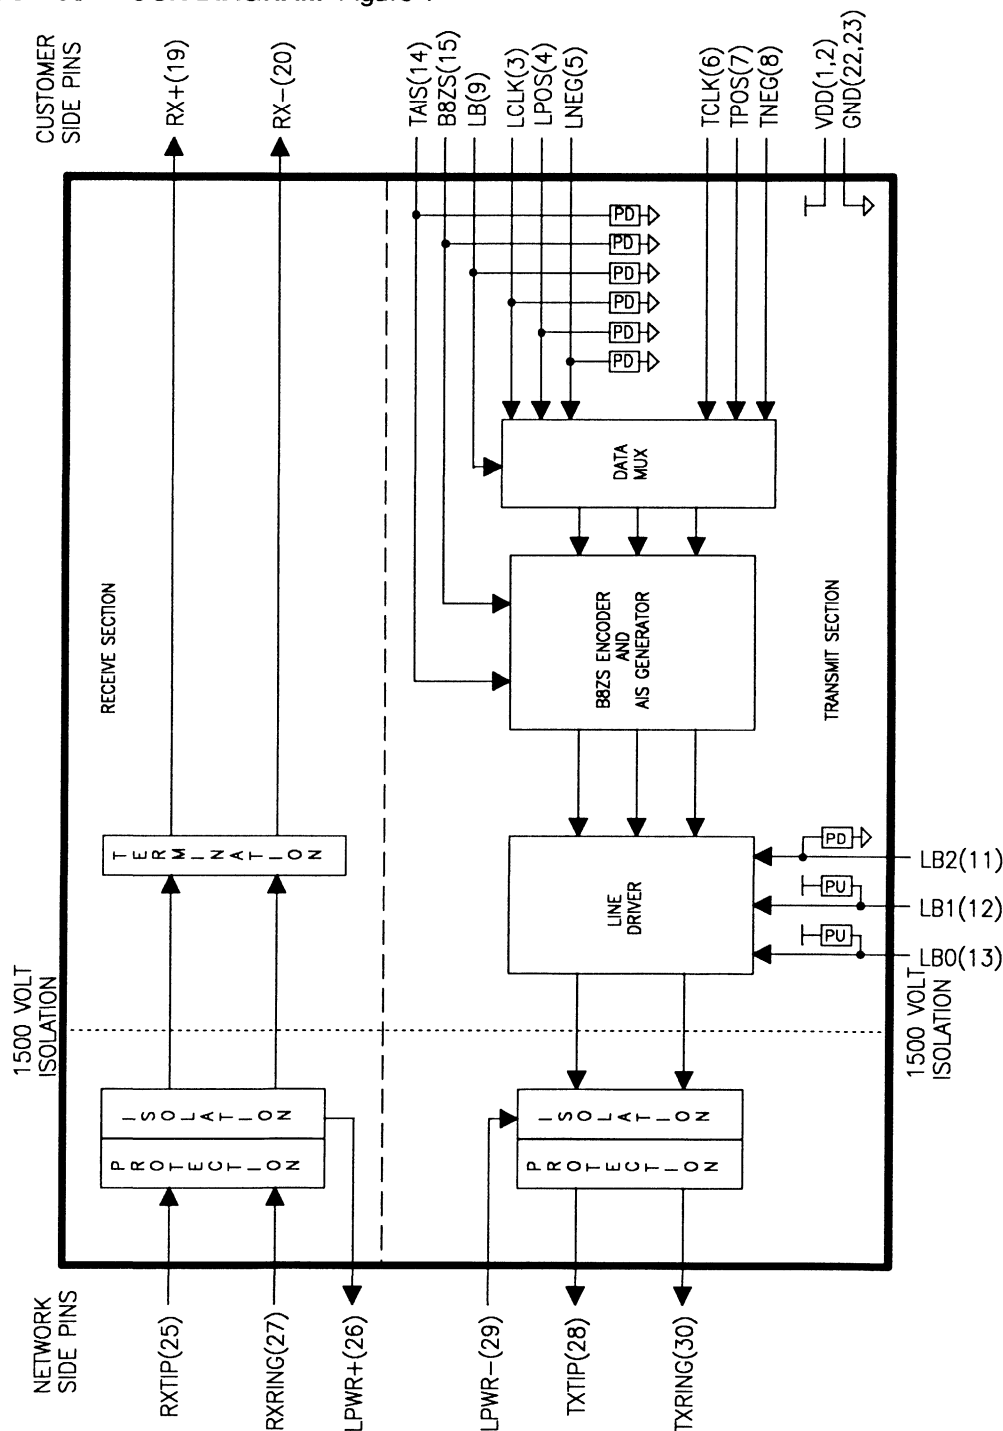 Figure 1
CUSTOMER
SIDE PINS
RX+(19)
RX-(20)
TAIS(14)
B8ZS(15)
LB(9)
LCLK(3)
LPOS(4)
LNEG(5)
TCLK(6)
TPOS(7)
TNEG(8)
VDD(1,2)
GND(22,23)
PD
PD
PD
PD
PD
PD
DATA
MUX
RECEIVE SECTION
B8ZS ENCODER
AND
AIS GENERATOR
TRANSMIT SECTION
TERMINATION
LINE
DRIVER
PD
LB2(11)
PU
LB1(12)
PU
LB0(13)
1500 VOLT
ISOLATION
1500 VOLT
ISOLATION
ISOLATION
PROTECTION
ISOLATION
PROTECTION
NETWORK
SIDE PINS
RXTIP(25)
RXRING(27)
LPWR+(26)
LPWR-(29)
TXTIP(28)
TXRING(30)